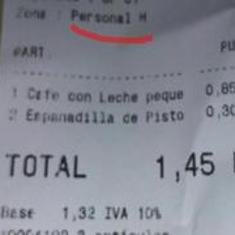 Zona : Personal M
#ART. PU
1 Cafe con Leche peque 0,85
2 Empanadilla de Pisto 0,30
TOTAL 1,45
Base 1,32 IVA 10%